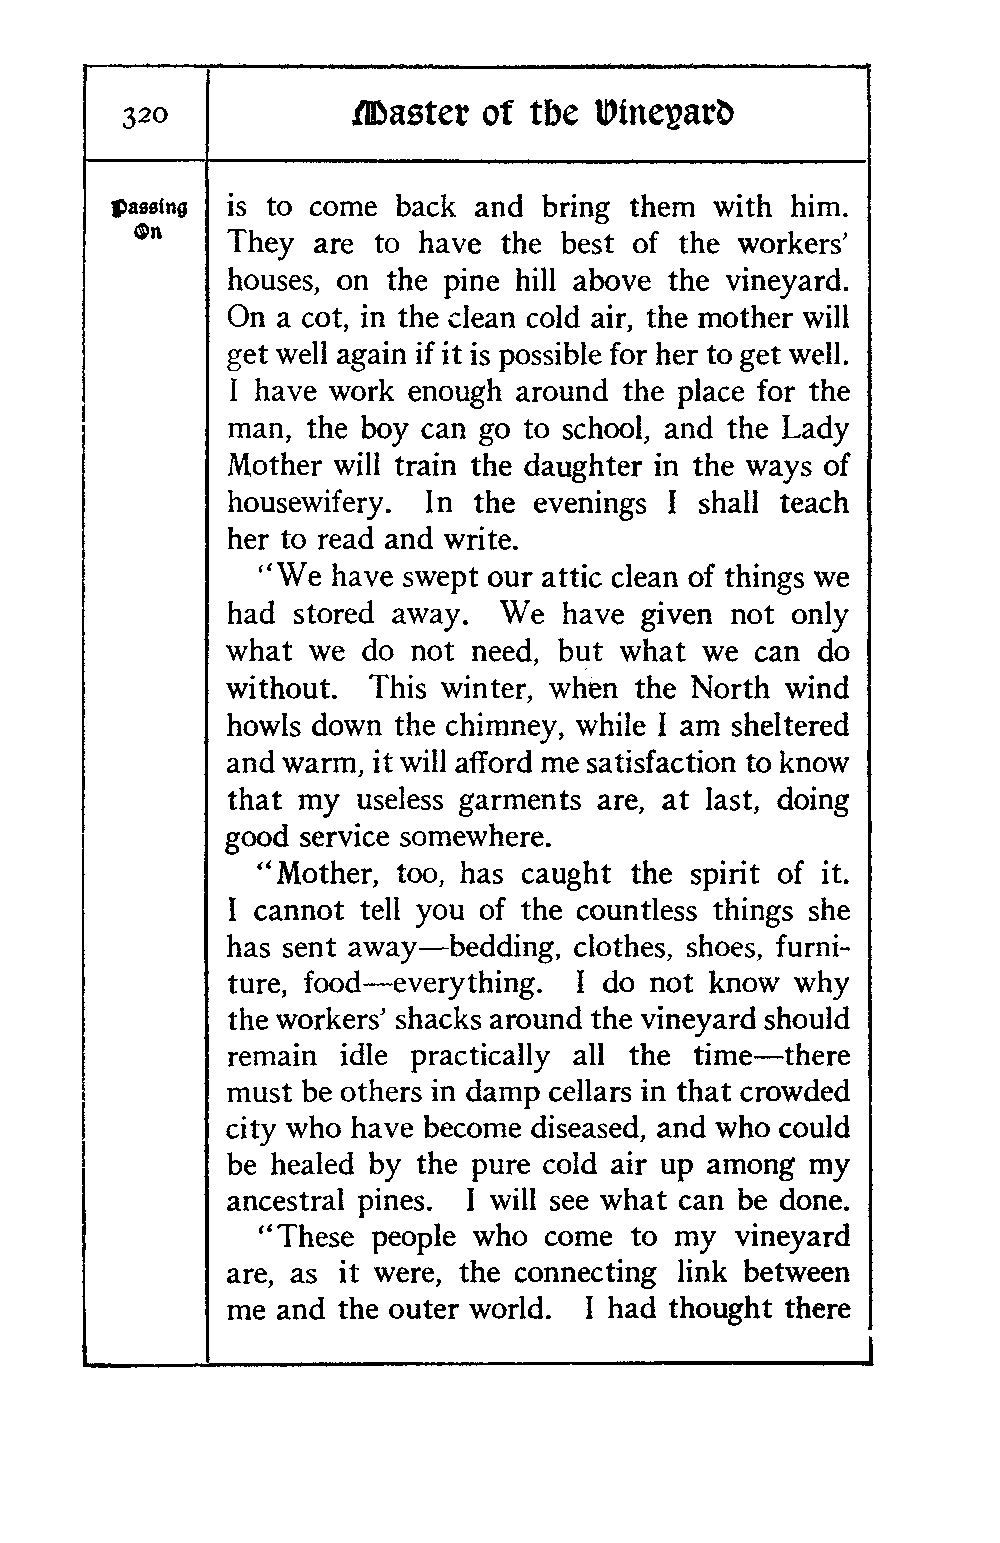 320
Master of the Vineyard
Passing
On
is to come back and bring them with him.
They are to have the best of the workers'
houses, on the pine hill above the vineyard.
On a cot, in the clean cold air, the mother will
get well again if it is possible for her to get well.
I have work enough around the place for the
man, the boy can go to school, and the Lady
Mother will train the daughter in the ways of
housewifery. In the evenings I shall teach
her to read and write.
“We have swept our attic clean of things we
had stored away. We have given not only
what we do not need, but what we can do
without. This winter, when the North wind
howls down the chimney, while I am sheltered
and warm, it will afford me satisfaction to know
that my useless garments are, at last, doing
good service somewhere.
“Mother, too, has caught the spirit of it.
I cannot tell you of the countless things she
has sent away—bedding, clothes, shoes, furni-
ture, food—everything. I do not know why
the workers' shacks around the vineyard should
remain idle practically all the time—there
must be others in damp cellars in that crowded
city who have become diseased, and who could
be healed by the pure cold air up among my
ancestral pines. I will see what can be done.
“These people who come to my vineyard
are, as it were, the connecting link between
me and the outer world. I had thought there